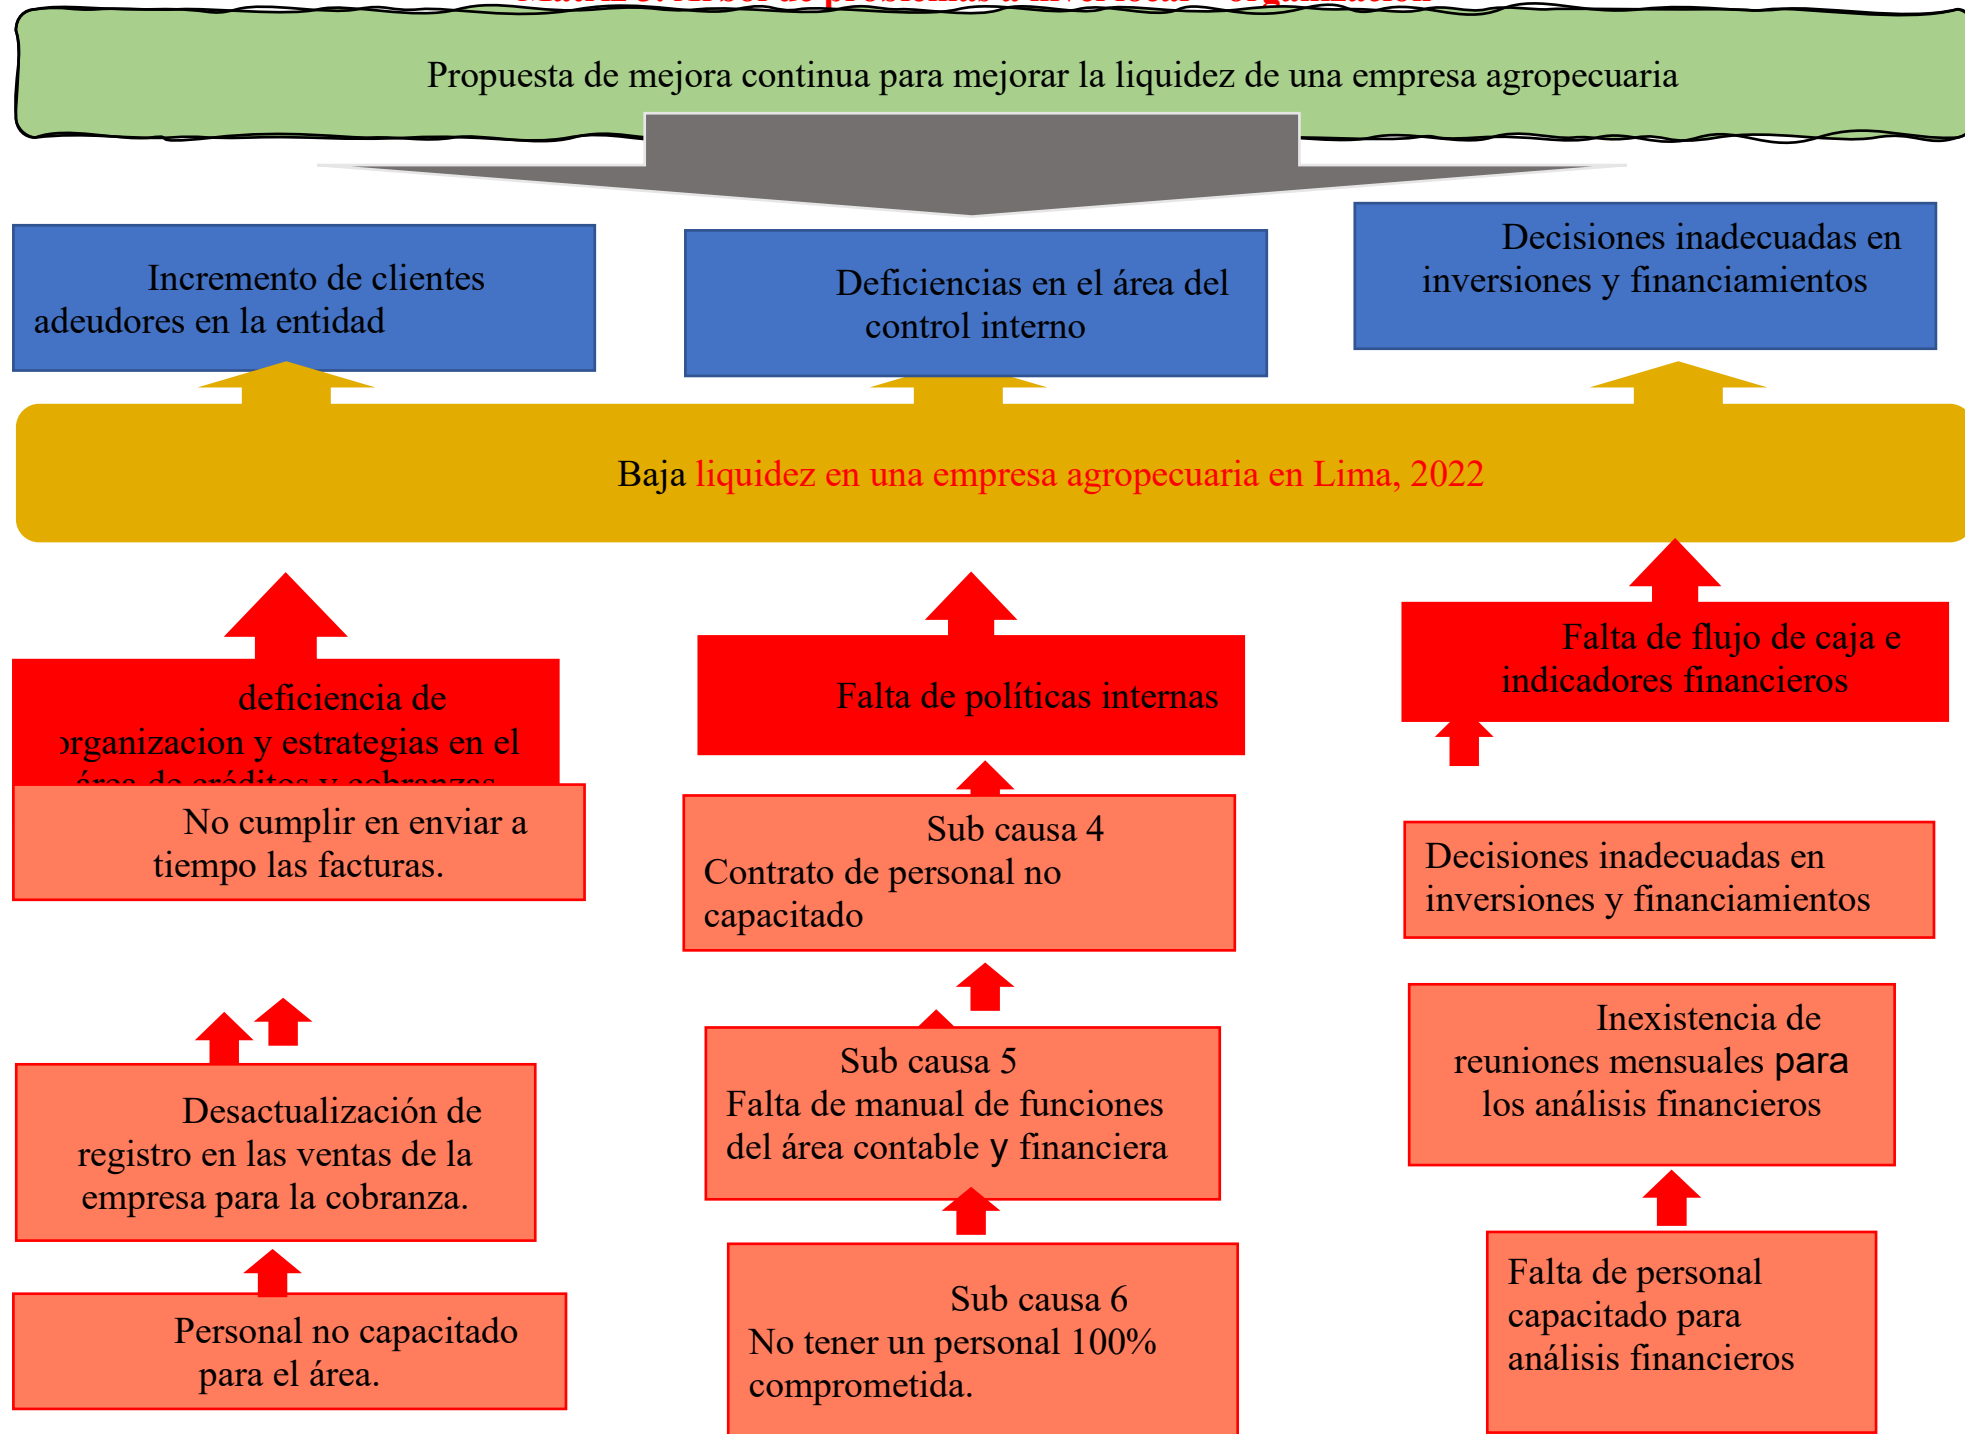 Propuesta de mejora continua para mejorar la liquidez de una empresa agropecuaria
Incremento de clientes
adeudores en la entidad
Deficiencias en el área del
control interno
Decisiones inadecuadas en
inversiones y financiamientos
Baja liquidez en una empresa agropecuaria en Lima, 2022
deficiencia de
organizacion y estrategias en el
área de créditos y cobranzas
No cumplir en enviar a
tiempo las facturas.
Desactualización de
registro en las ventas de la
empresa para la cobranza.
Personal no capacitado
para el área.
Falta de políticas internas
Sub causa 4
Contrato de personal no
capacitado
Sub causa 5
Falta de manual de funciones
del área contable y financiera
Sub causa 6
No tener un personal 100%
comprometida.
Falta de flujo de caja e
indicadores financieros
Decisiones inadecuadas en
inversiones y financiamientos
Inexistencia de
reuniones mensuales para
los análisis financieros
Falta de personal
capacitado para
análisis financieros